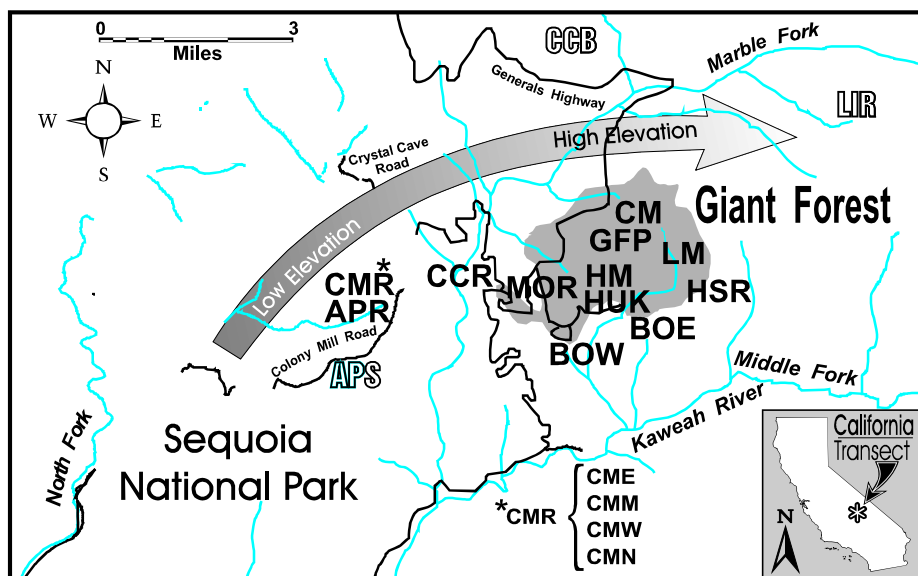 0 3
Miles
N
W E
S
CCB
Generals Highway
Marble Fork
LIR
High Elevation
Crystal Cave
Road
Low Elevation
Giant Forest
CM
GFP
LM
HM
HUK
HSR
MOR
CCR
BOE
BOW
*
CMR
APR
Colony Mill Road
APS
Middle Fork
Kaweah River
North Fork
Sequoia
National Park
*CMR
CME
CMM
CMW
CMN
California
Transect
N
*